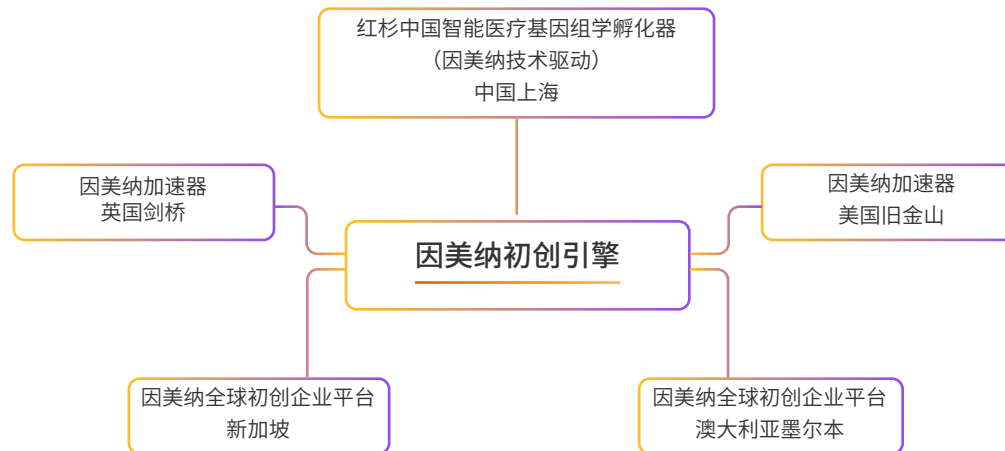 红杉中国智能医疗基因组学孵化器
（因美纳技术驱动）
中国上海
因美纳加速器
英国剑桥
因美纳加速器
美国旧金山
因美纳初创引擎
因美纳全球初创企业平台
新加坡
因美纳全球初创企业平台
澳大利亚墨尔本